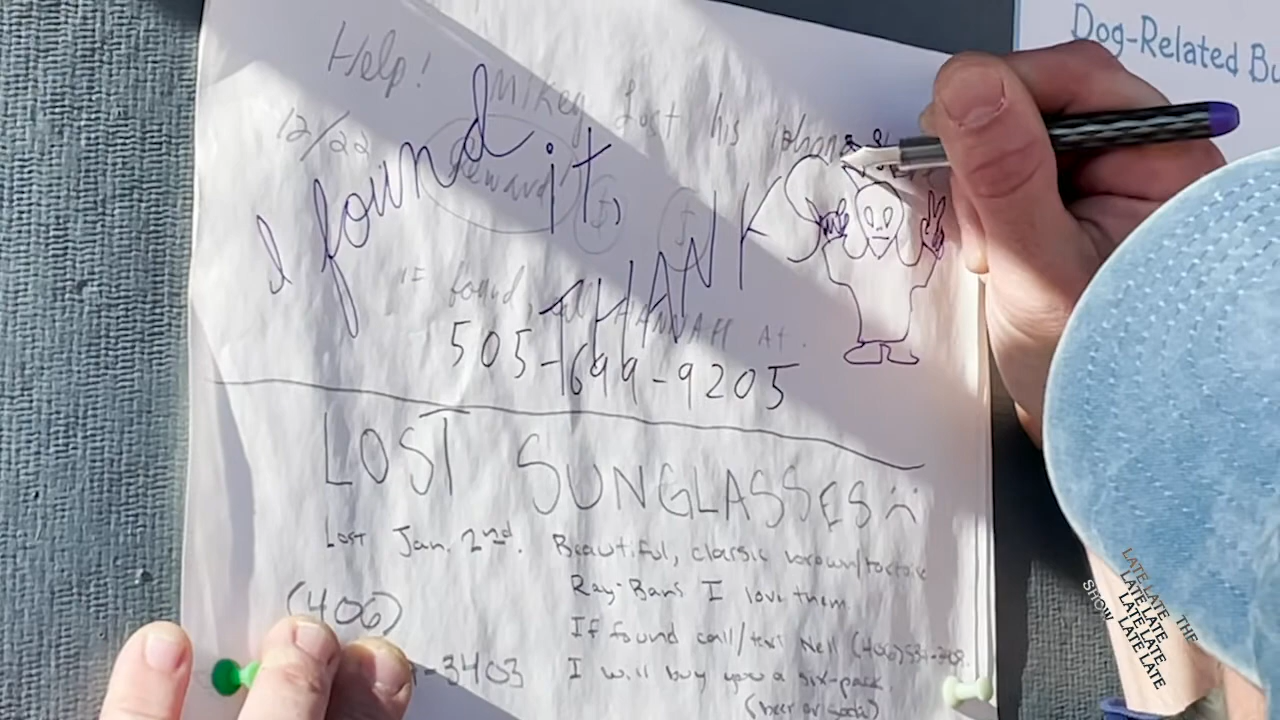 Dog-Related Bu
Help! Mikey Lost his iphone
12/22
Reward!
$ $
I found it, THANKS
IF found, call HANNAH At.
505-699-9205
LOST SUNGLASSES
Lost Jan. 2nd. Beautiful, classic brown/tortoise
Ray-Bans I love them
(406)
If found call/text Nell (406)
-3403
I will buy you a six-pack
(beer or soda)
THE
LATE LATE
LATE LATE
LATE LATE
SHOW LATE LATE